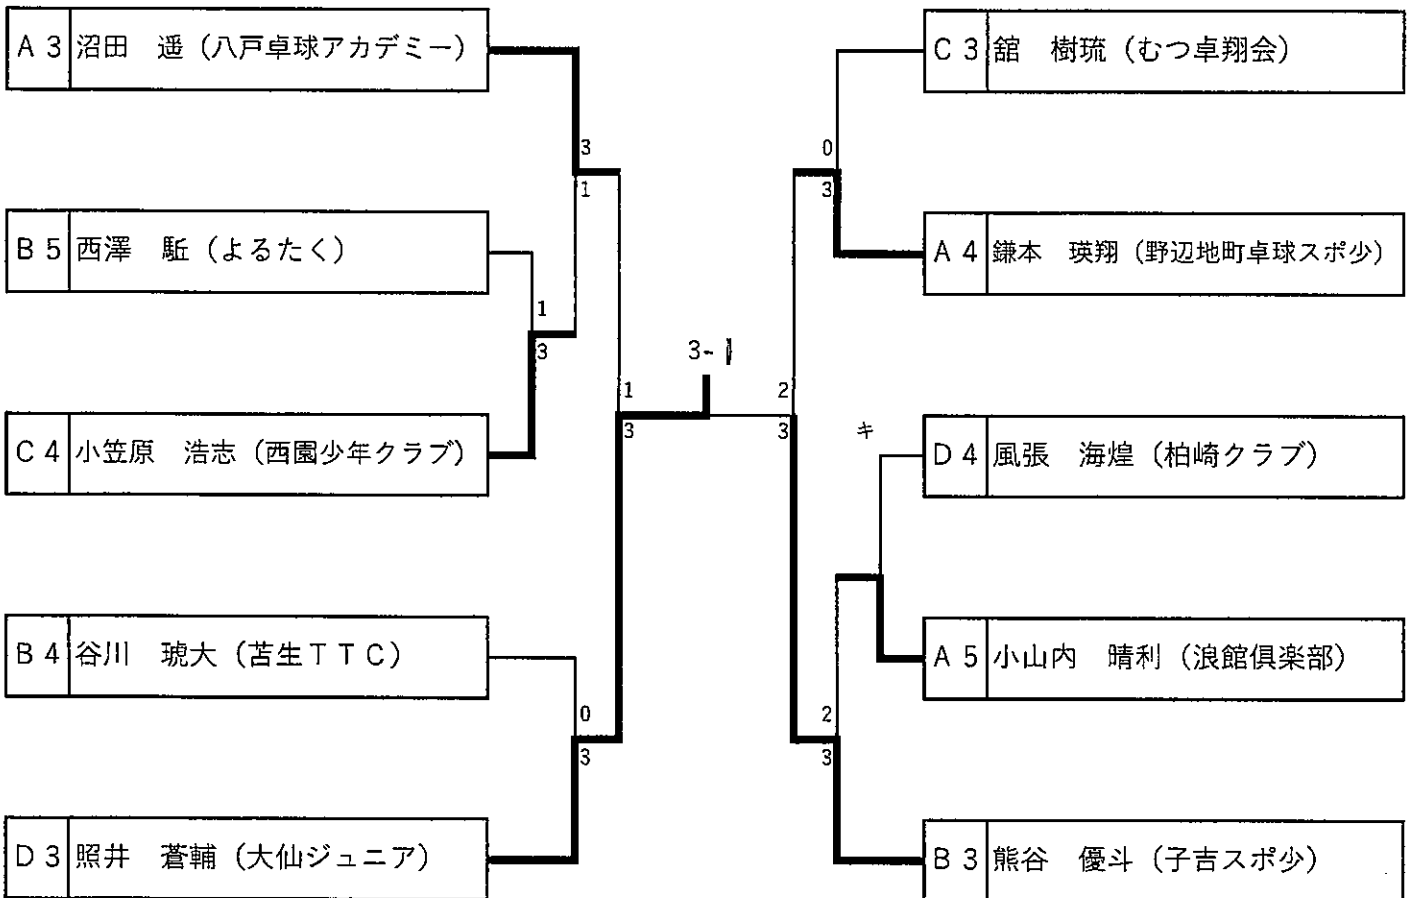 A 3 沼田 遥（八戸卓球アカデミー）
3
1
B 5 西澤 駈（よるたく）
1
3
C 4 小笠原 浩志（西園少年クラブ）
1
3
B 4 谷川 琥大（苫生ＴＴＣ）
0
3
D 3 照井 蒼輔（大仙ジュニア）
3-1
C 3 舘 樹琉（むつ卓翔会）
0
3
A 4 鎌本 瑛翔（野辺地町卓球スポ少）
2
3
キ
D 4 風張 海煌（柏崎クラブ）
A 5 小山内 晴利（浪館倶楽部）
2
3
B 3 熊谷 優斗（子吉スポ少）